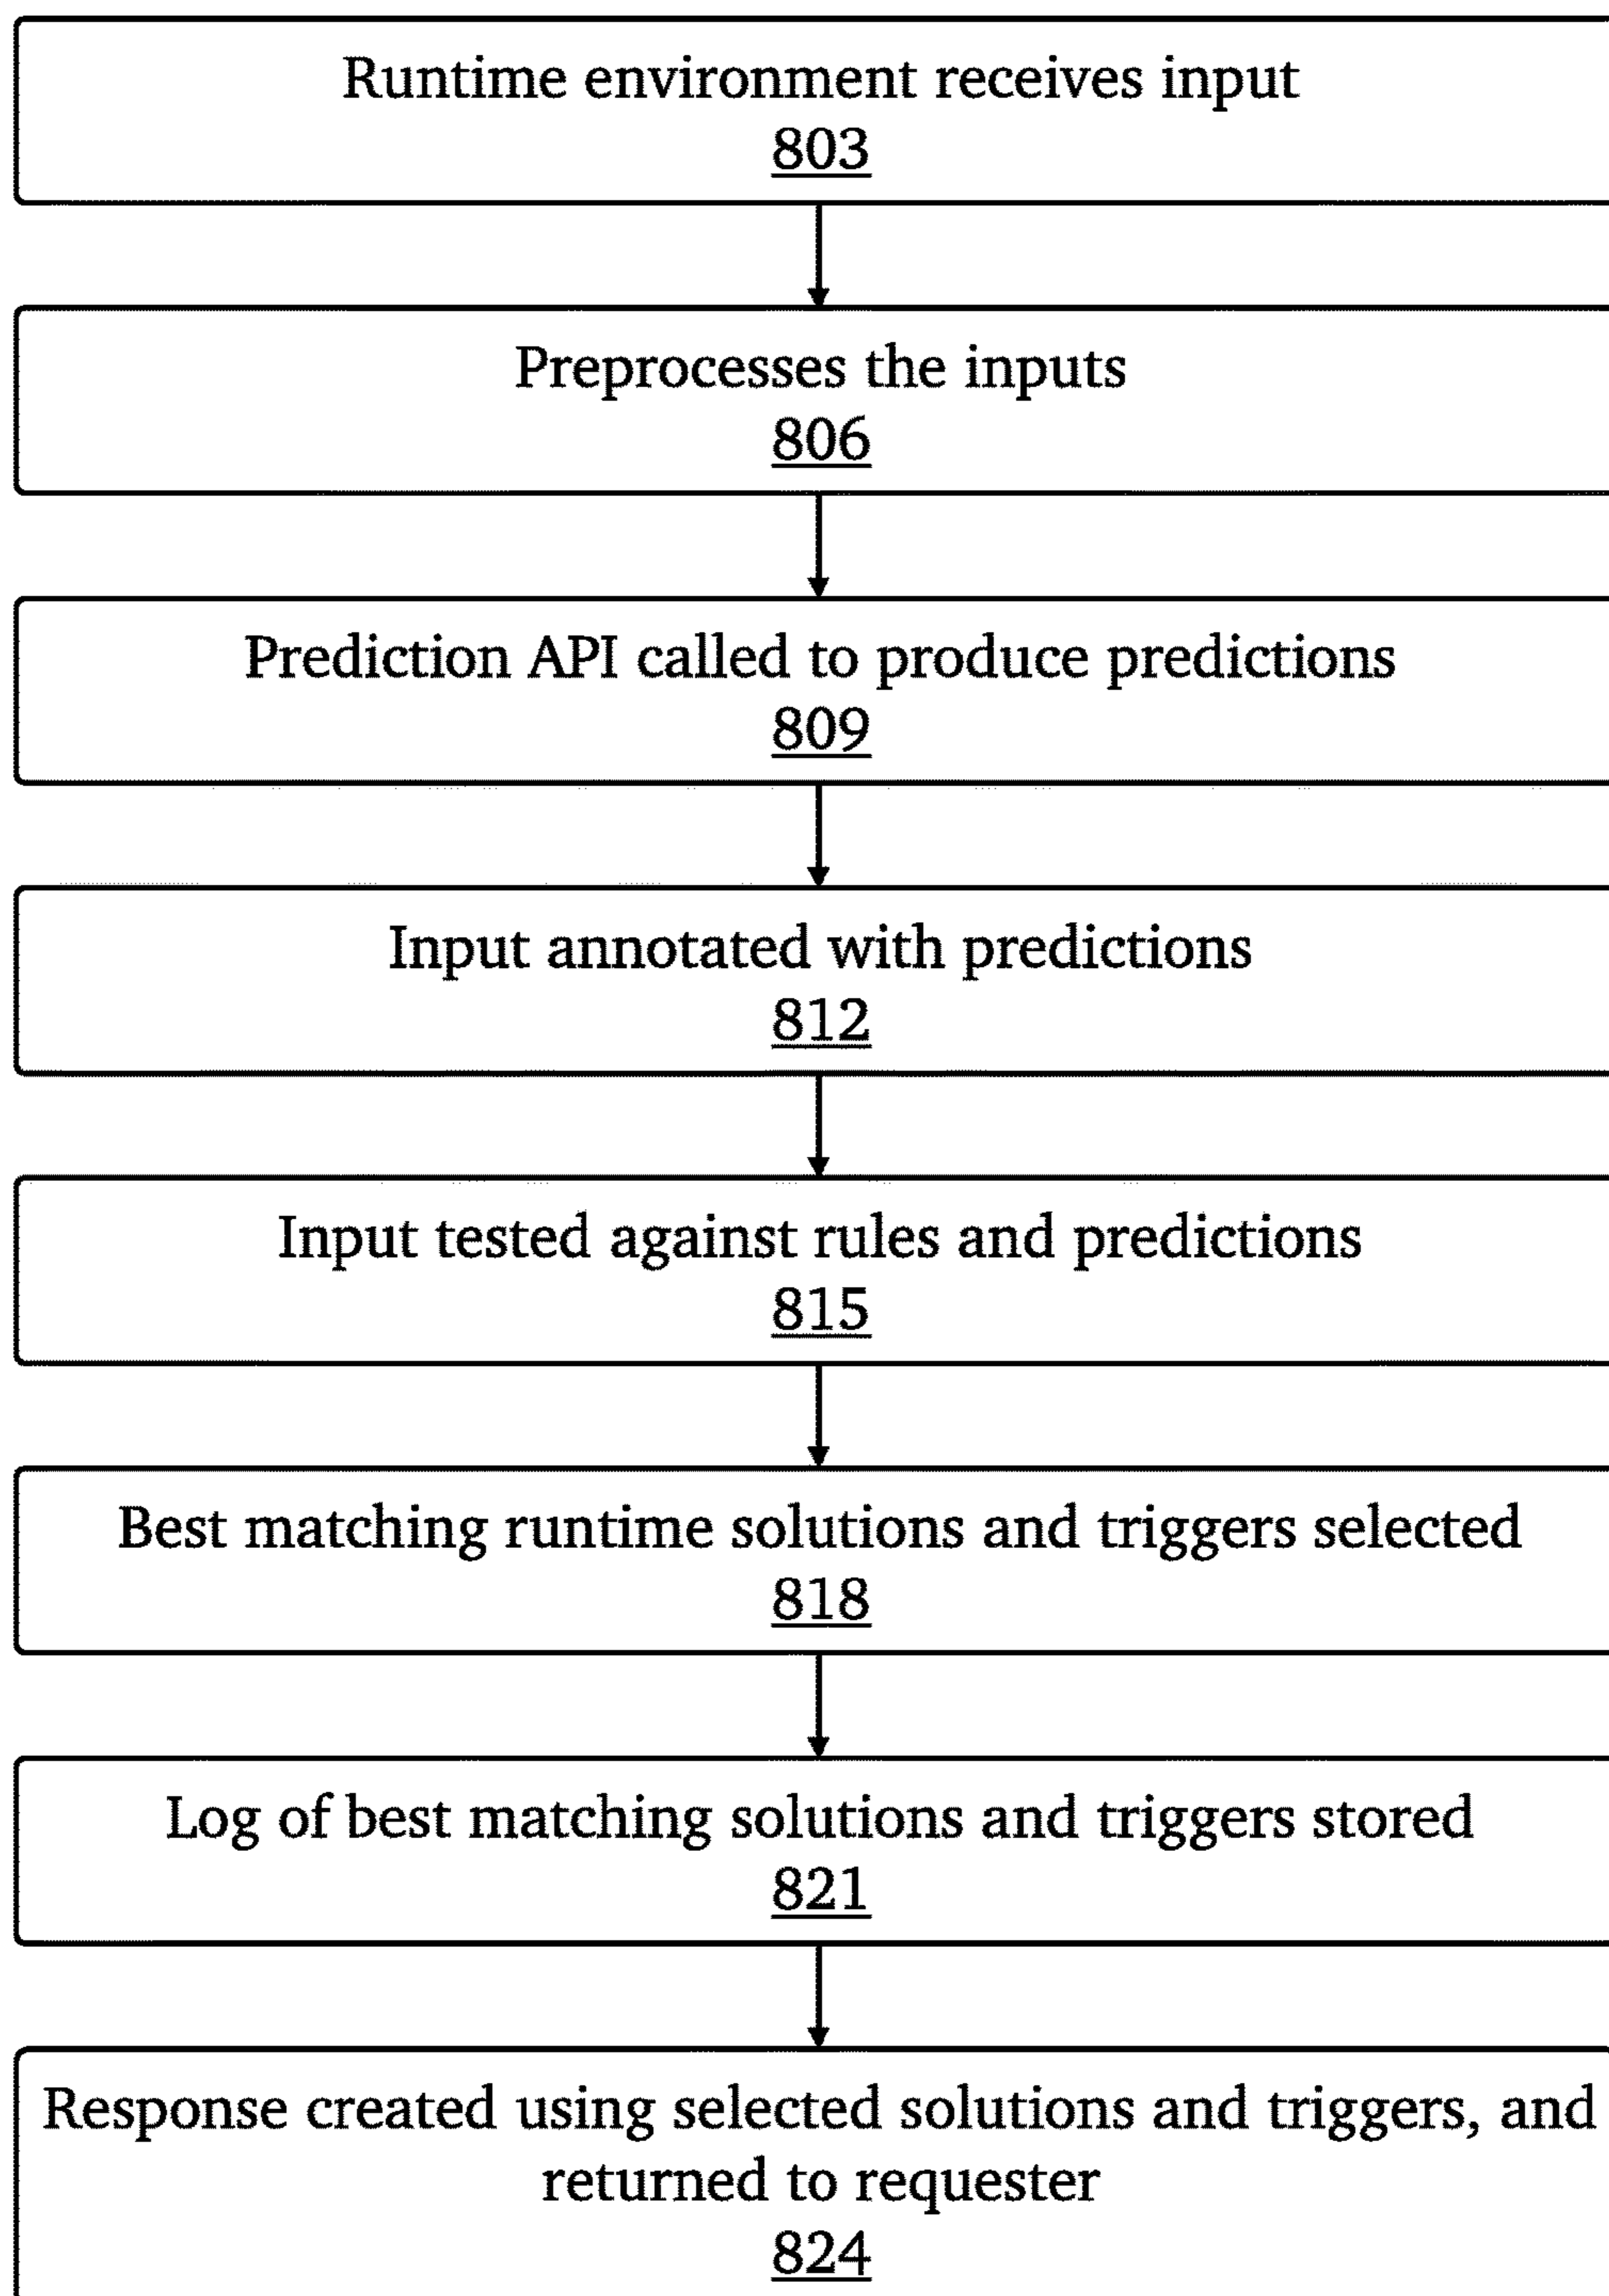 Runtime environment receives input
803
Preprocesses the inputs
806
Prediction API called to produce predictions
809
Input annotated with predictions
812
Input tested against rules and predictions
815
Best matching runtime solutions and triggers selected
818
Log of best matching solutions and triggers stored
821
Response created using selected solutions and triggers, and
returned to requester
824